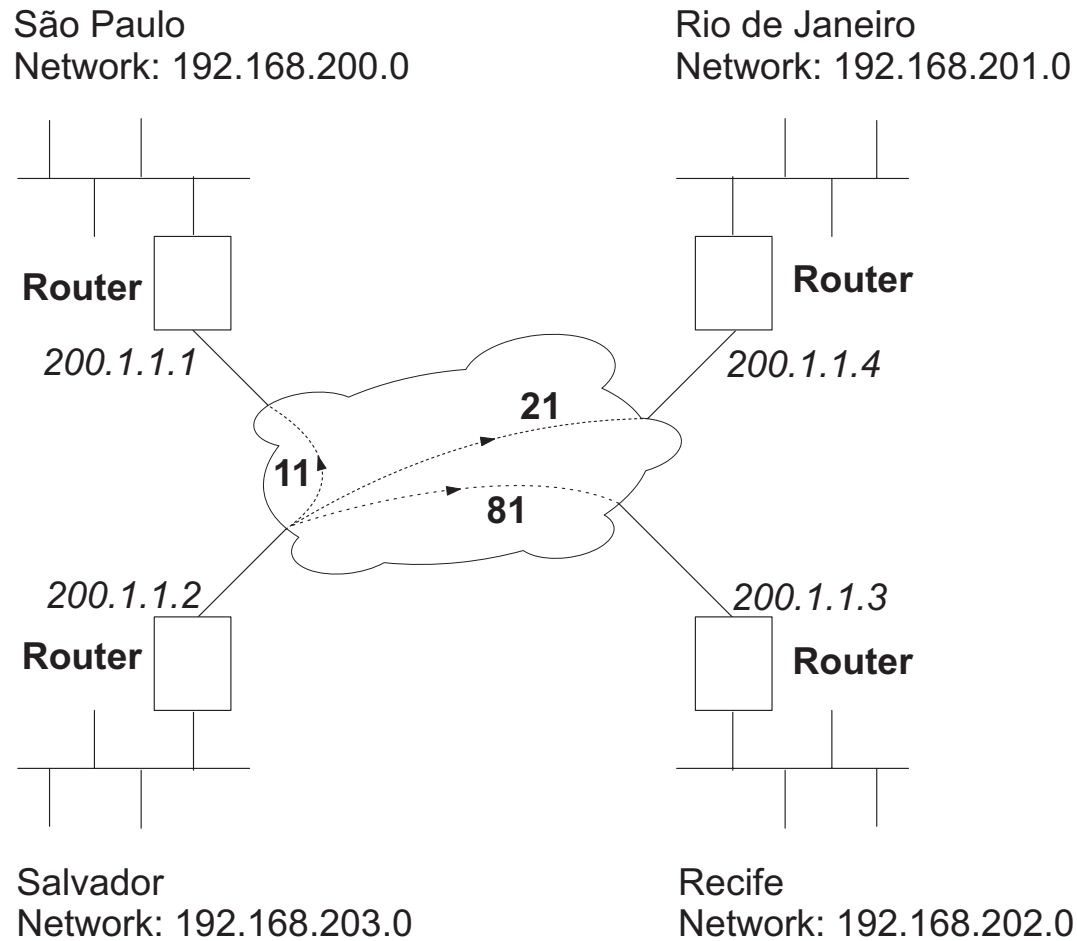 São Paulo
Network: 192.168.200.0
Rio de Janeiro
Network: 192.168.201.0
Router
Router
200.1.1.1
200.1.1.4
21
11
81
200.1.1.2
200.1.1.3
Router
Router
Salvador
Network: 192.168.203.0
Recife
Network: 192.168.202.0